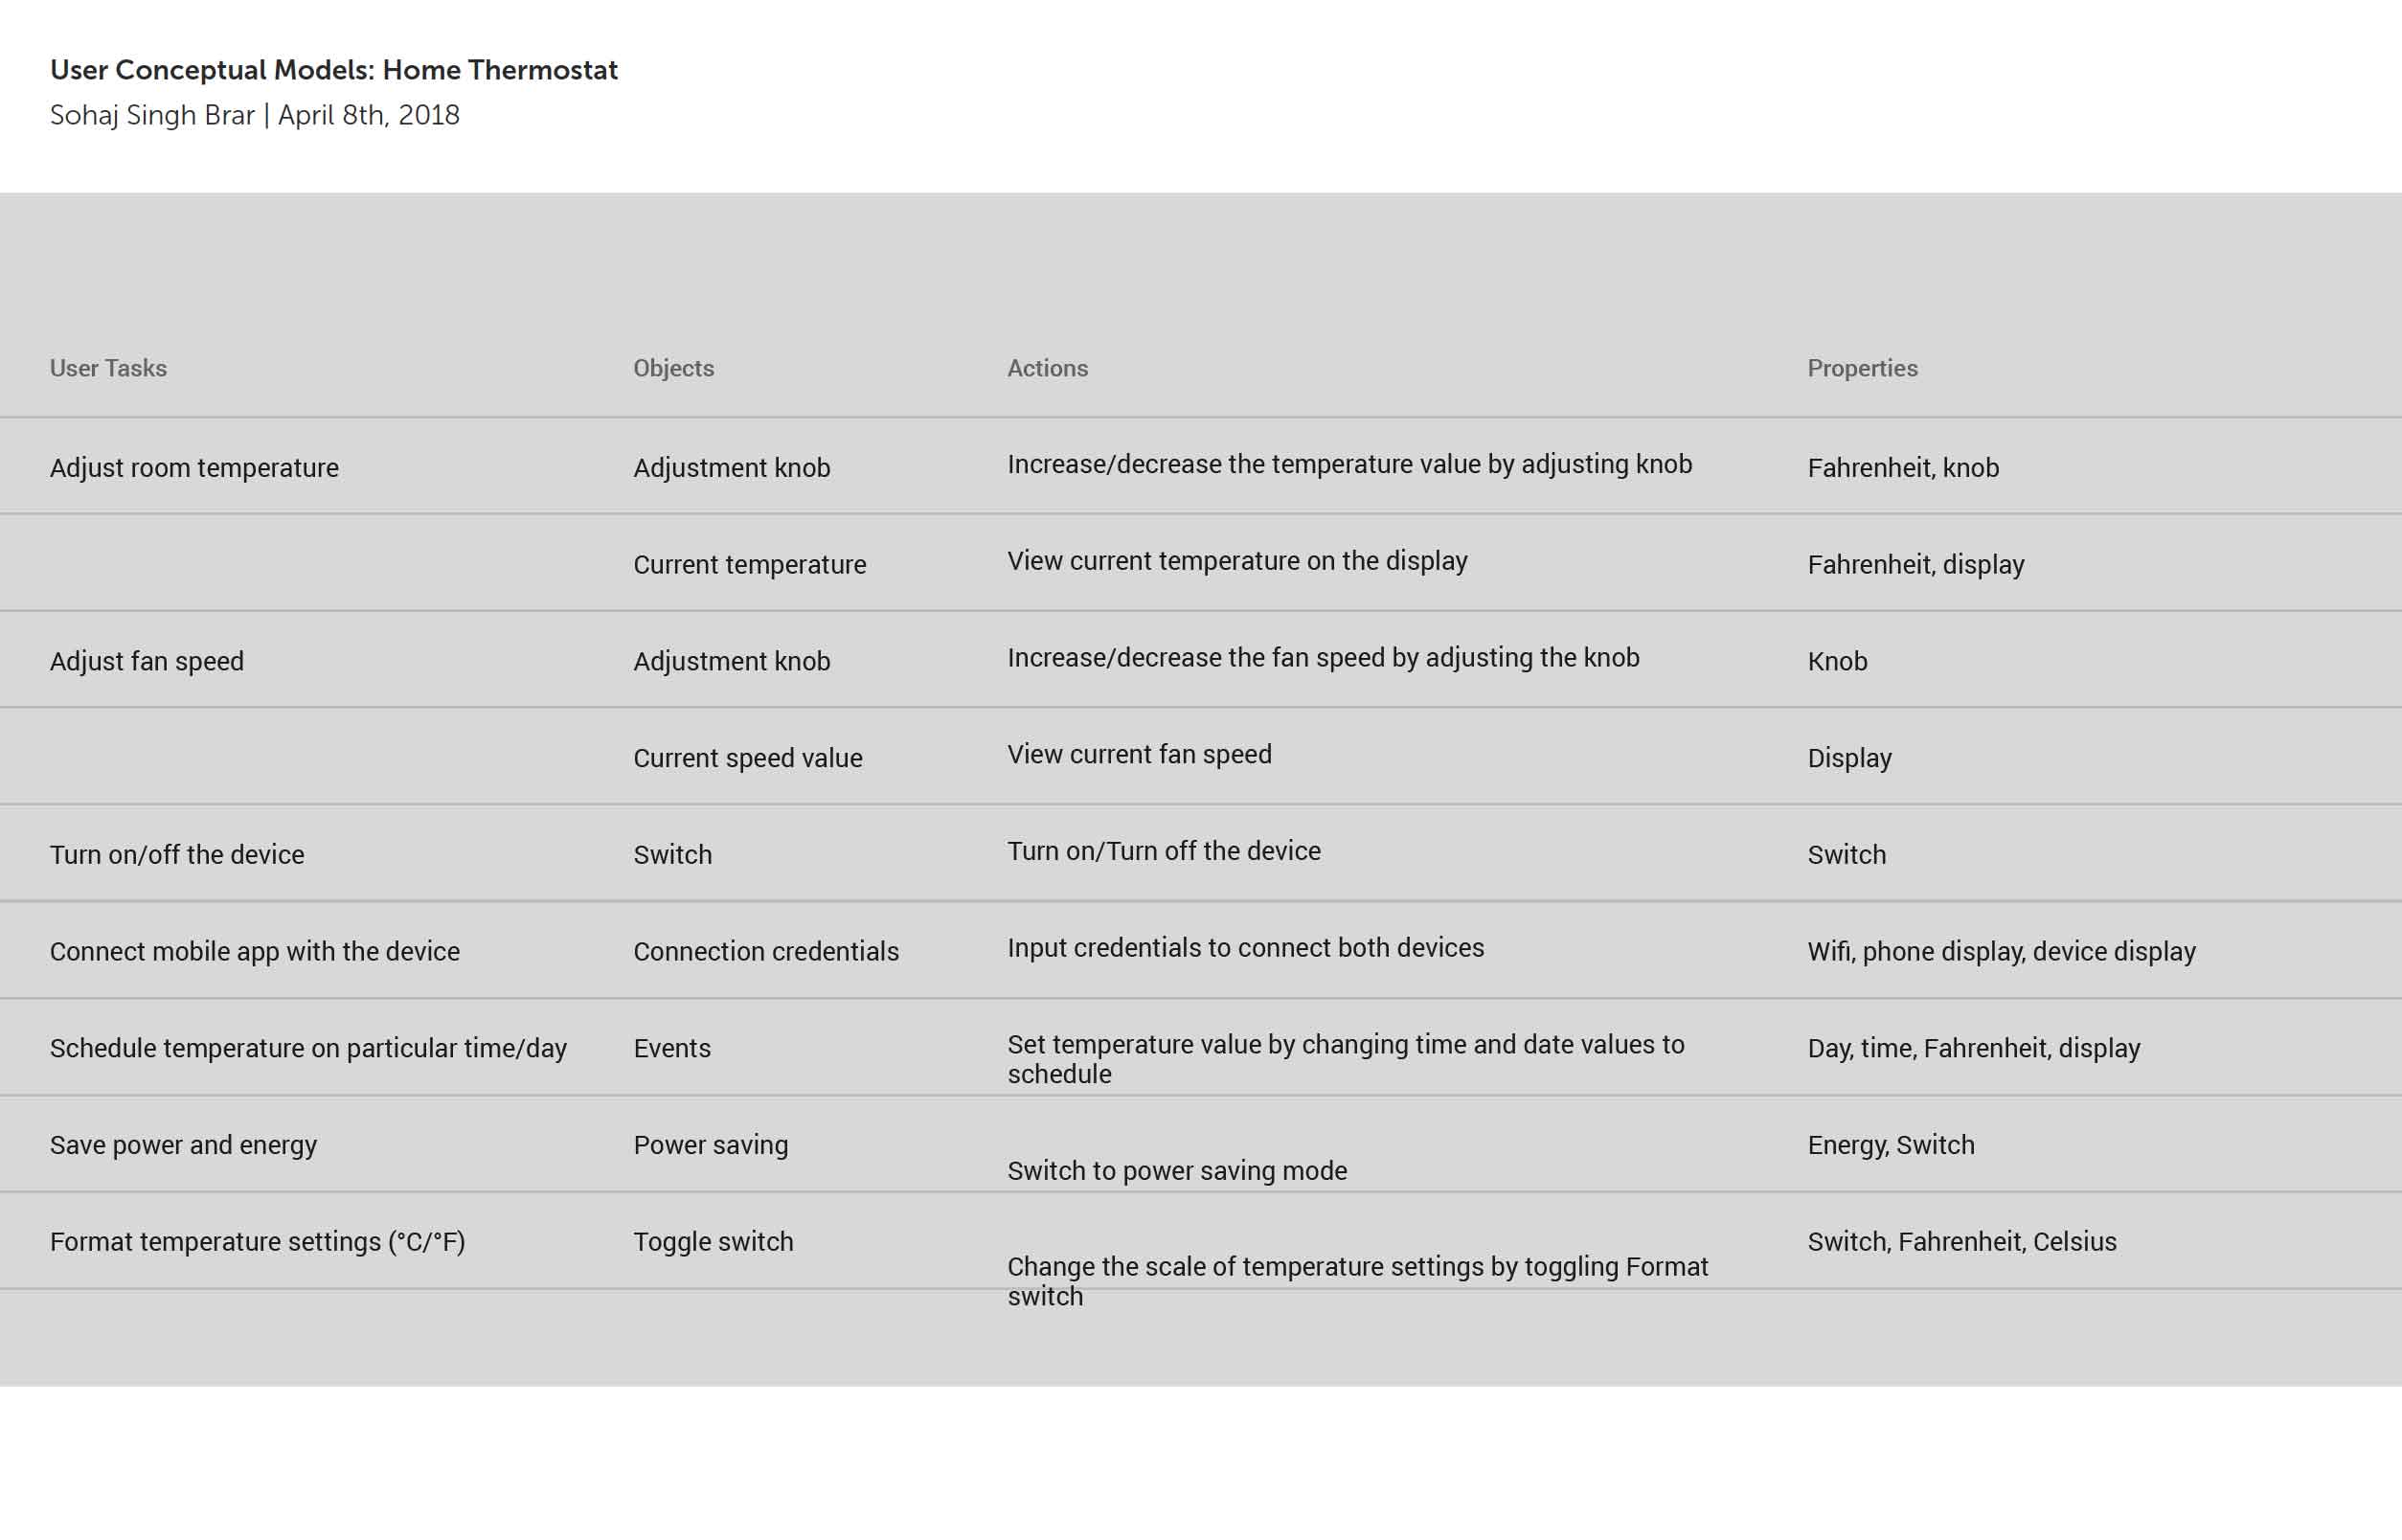 User Conceptual Models: Home Thermostat
Sohaj Singh Brar | April 8th, 2018
User Tasks Objects Actions Properties
Adjust room temperature Adjustment knob Increase/decrease the temperature value by adjusting knob Fahrenheit, knob
Current temperature View current temperature on the display Fahrenheit, display
Adjust fan speed Adjustment knob Increase/decrease the fan speed by adjusting the knob Knob
Current speed value View current fan speed Display
Turn on/off the device Switch Turn on/Turn off the device Switch
Connect mobile app with the device Connection credentials Input credentials to connect both devices Wifi, phone display, device display
Schedule temperature on particular time/day Events Set temperature value by changing time and date values to Day, time, Fahrenheit, display
schedule
Save power and energy Power saving Switch to power saving mode Energy, Switch
Format temperature settings (°C/°F) Toggle switch Change the scale of temperature settings by toggling Format Switch, Fahrenheit, Celsius
switch